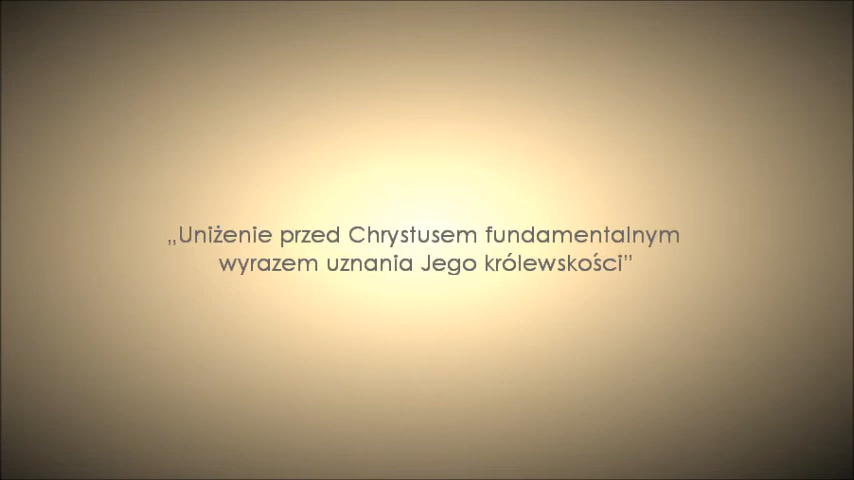 „Uniżenie przed Chrystusem fundamentalnym
wyrazem uznania Jego królewskości”